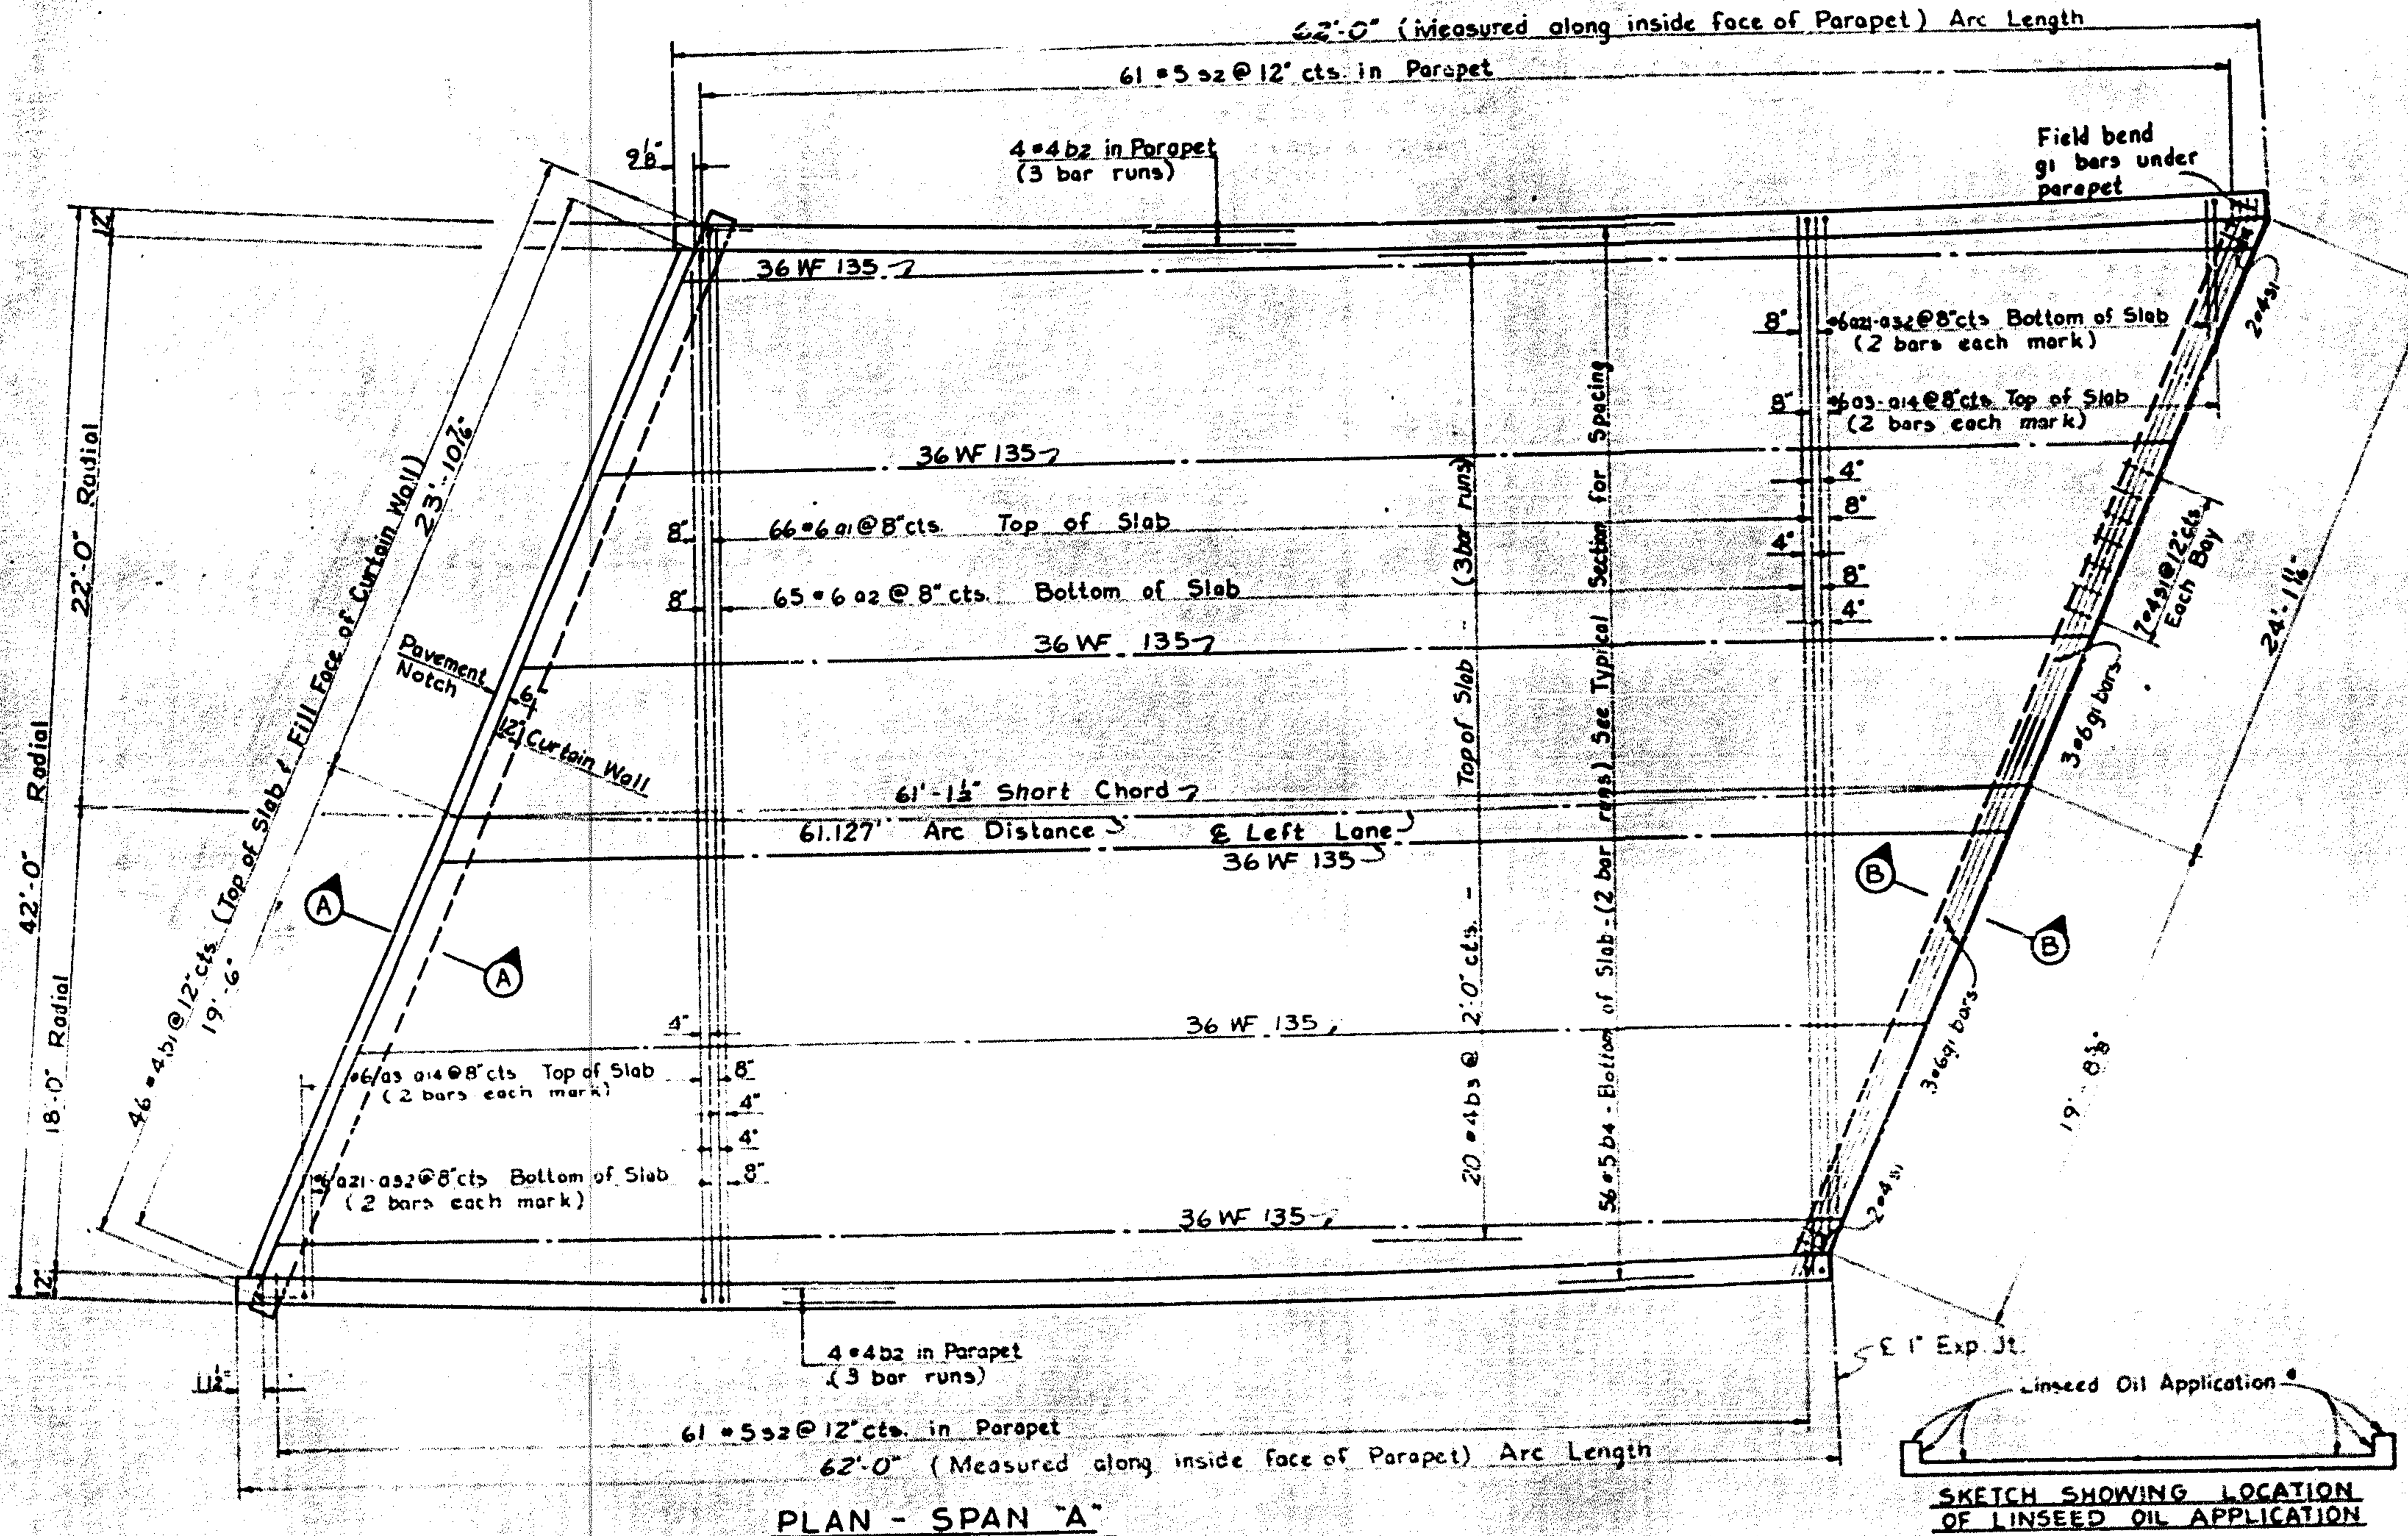 62'-0" (Measured along inside face of Parapet) Arc Length
61 #5 s2 @ 12" cts. in Parapet
9 1/8"
4 #4 b2 in Parapet
(3 bar runs)
Field bend
g1 bars under
parapet
12"
36 WF 135
8"
#6 a21-a32 @ 8" cts Bottom of Slab
(2 bars each mark)
2 #4 s1
8"
#6 a3-a14 @ 8" cts Top of Slab
(2 bars each mark)
22'-0" Radial
23'-10 7/16"
36 WF 135
4"
8"
66 #6 a1 @ 8" cts. Top of Slab
8"
4"
8"
65 #6 a2 @ 8" cts. Bottom of Slab
8"
4"
7 #4 s1 @ 12" cts.
Each Bay
24'-1 11/16"
36 WF 135
Pavement
Notch
6"
12" Curtain Wall
3 #6 g1 bars
46 #4 b1 @ 12" cts. (Top of Slab & Fill Face of Curtain Wall)
19'-6"
42'-0" Radial
18'-0" Radial
61'-1 1/2" Short Chord
61.127' Arc Distance
℄ Left Lane
36 WF 135
20 #4 b3 @ 2'-0" cts. - Top of Slab - (3 bar runs)
56 #5 b4 - Bottom of Slab - (2 bar runs) See Typical Section for Spacing
A
A
B
B
4"
36 WF 135
3 #6 g1 bars
19'-8 5/8"
#6 a3 a14 @ 8" cts Top of Slab
(2 bars each mark)
8"
4"
4"
#6 a21-a32 @ 8" cts Bottom of Slab
(2 bars each mark)
8"
36 WF 135
2 #4 s1
12"
4 #4 b2 in Parapet
(3 bar runs)
℄ 1" Exp. Jt.
11 1/2"
Linseed Oil Application
61 #5 s2 @ 12" cts. in Parapet
62'-0" (Measured along inside face of Parapet) Arc Length
PLAN - SPAN "A"
SKETCH SHOWING LOCATION
OF LINSEED OIL APPLICATION